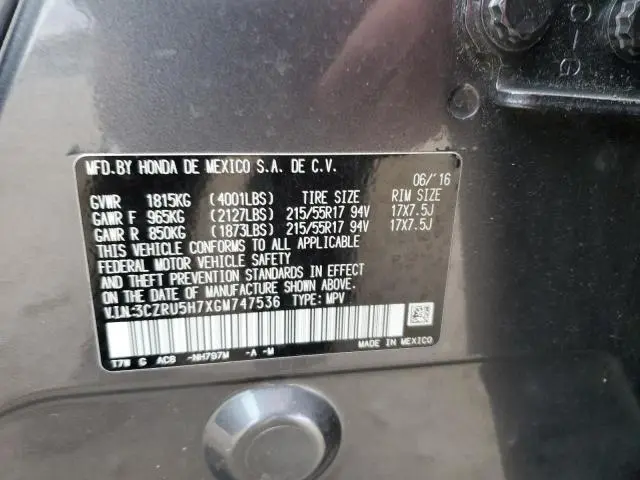 C-G
MFD.BY HONDA DE MEXICO S.A. DE C.V.
06/'16
GVWR 1815KG (4001LBS) TIRE SIZE RIM SIZE
GAWR F 965KG (2127LBS) 215/55R17 94V 17X7.5J
GAWR R 850KG (1873LBS) 215/55R17 94V 17X7.5J
THIS VEHICLE CONFORMS TO ALL APPLICABLE
FEDERAL MOTOR VEHICLE SAFETY
AND THEFT PREVENTION STANDARDS IN EFFECT
ON THE DATE OF MANUFACTURE SHOWN ABOVE.
V.I.N.:3CZRU5H7XGM747536 TYPE: MPV
T7W G AC9 -NH797M -A -M
MADE IN MEXICO